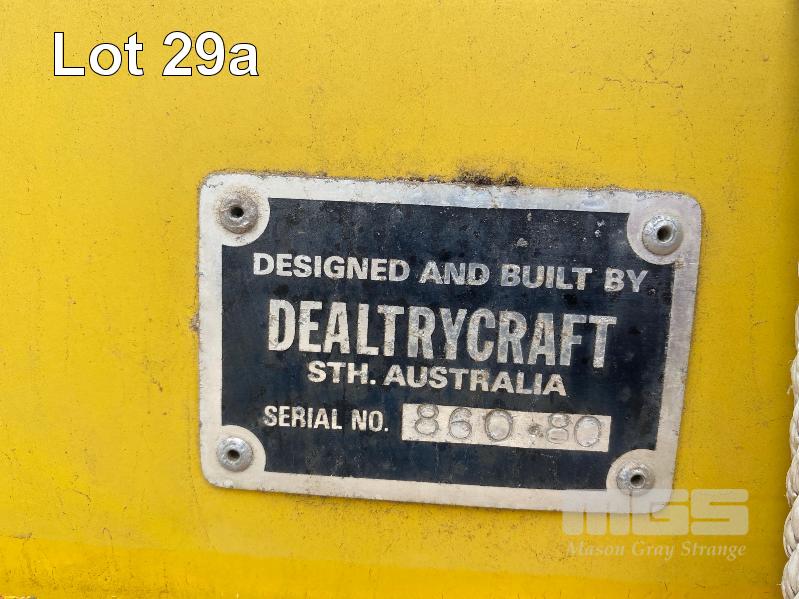 Lot 29a
DESIGNED AND BUILT BY
DEALTRYCRAFT
STH. AUSTRALIA
SERIAL NO. 860.80
MGS
Mason Gray Strange